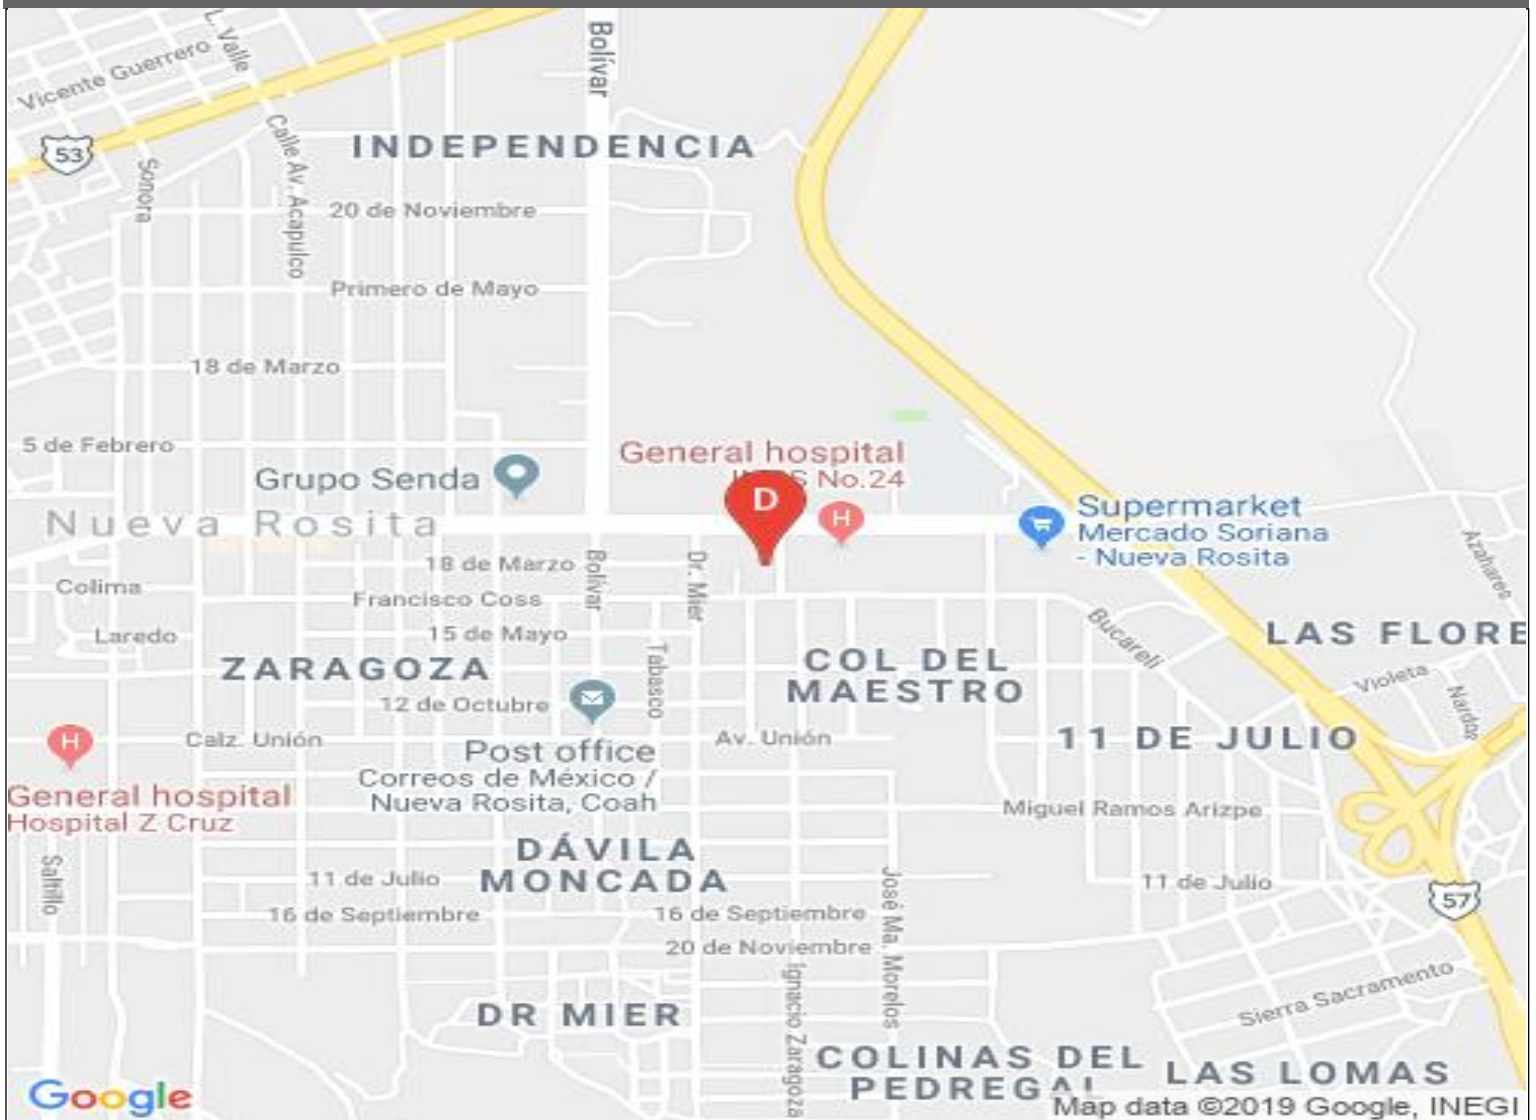 L. Valle
Vicente Guerrero
Bolívar
53
INDEPENDENCIA
Calle Av. Acapulco
Sonora
20 de Noviembre
Primero de Mayo
18 de Marzo
5 de Febrero
General hospital
No.24
Grupo Senda
D
H
Supermarket
Mercado Soriana
- Nueva Rosita
Nueva Rosita
18 de Marzo
Bolívar
Dr. Mier
Azahares
Colima
Francisco Coss
Laredo
15 de Mayo
Bucareli
LAS FLORE
ZARAGOZA
Tabasco
COL DEL
MAESTRO
Violeta
Nardos
12 de Octubre
H
Calz. Unión
Av. Unión
11 DE JULIO
Post office
Correos de México /
Nueva Rosita, Coah
General hospital
Hospital Z Cruz
Miguel Ramos Arizpe
DÁVILA
MONCADA
Saltillo
11 de Julio
José Ma. Morelos
11 de Julio
57
16 de Septiembre
16 de Septiembre
20 de Noviembre
Ignacio Zaragoza
Sierra Sacramento
DR MIER
COLINAS DEL
PEDREGAL
LAS LOMAS
Google
Map data ©2019 Google, INEGI